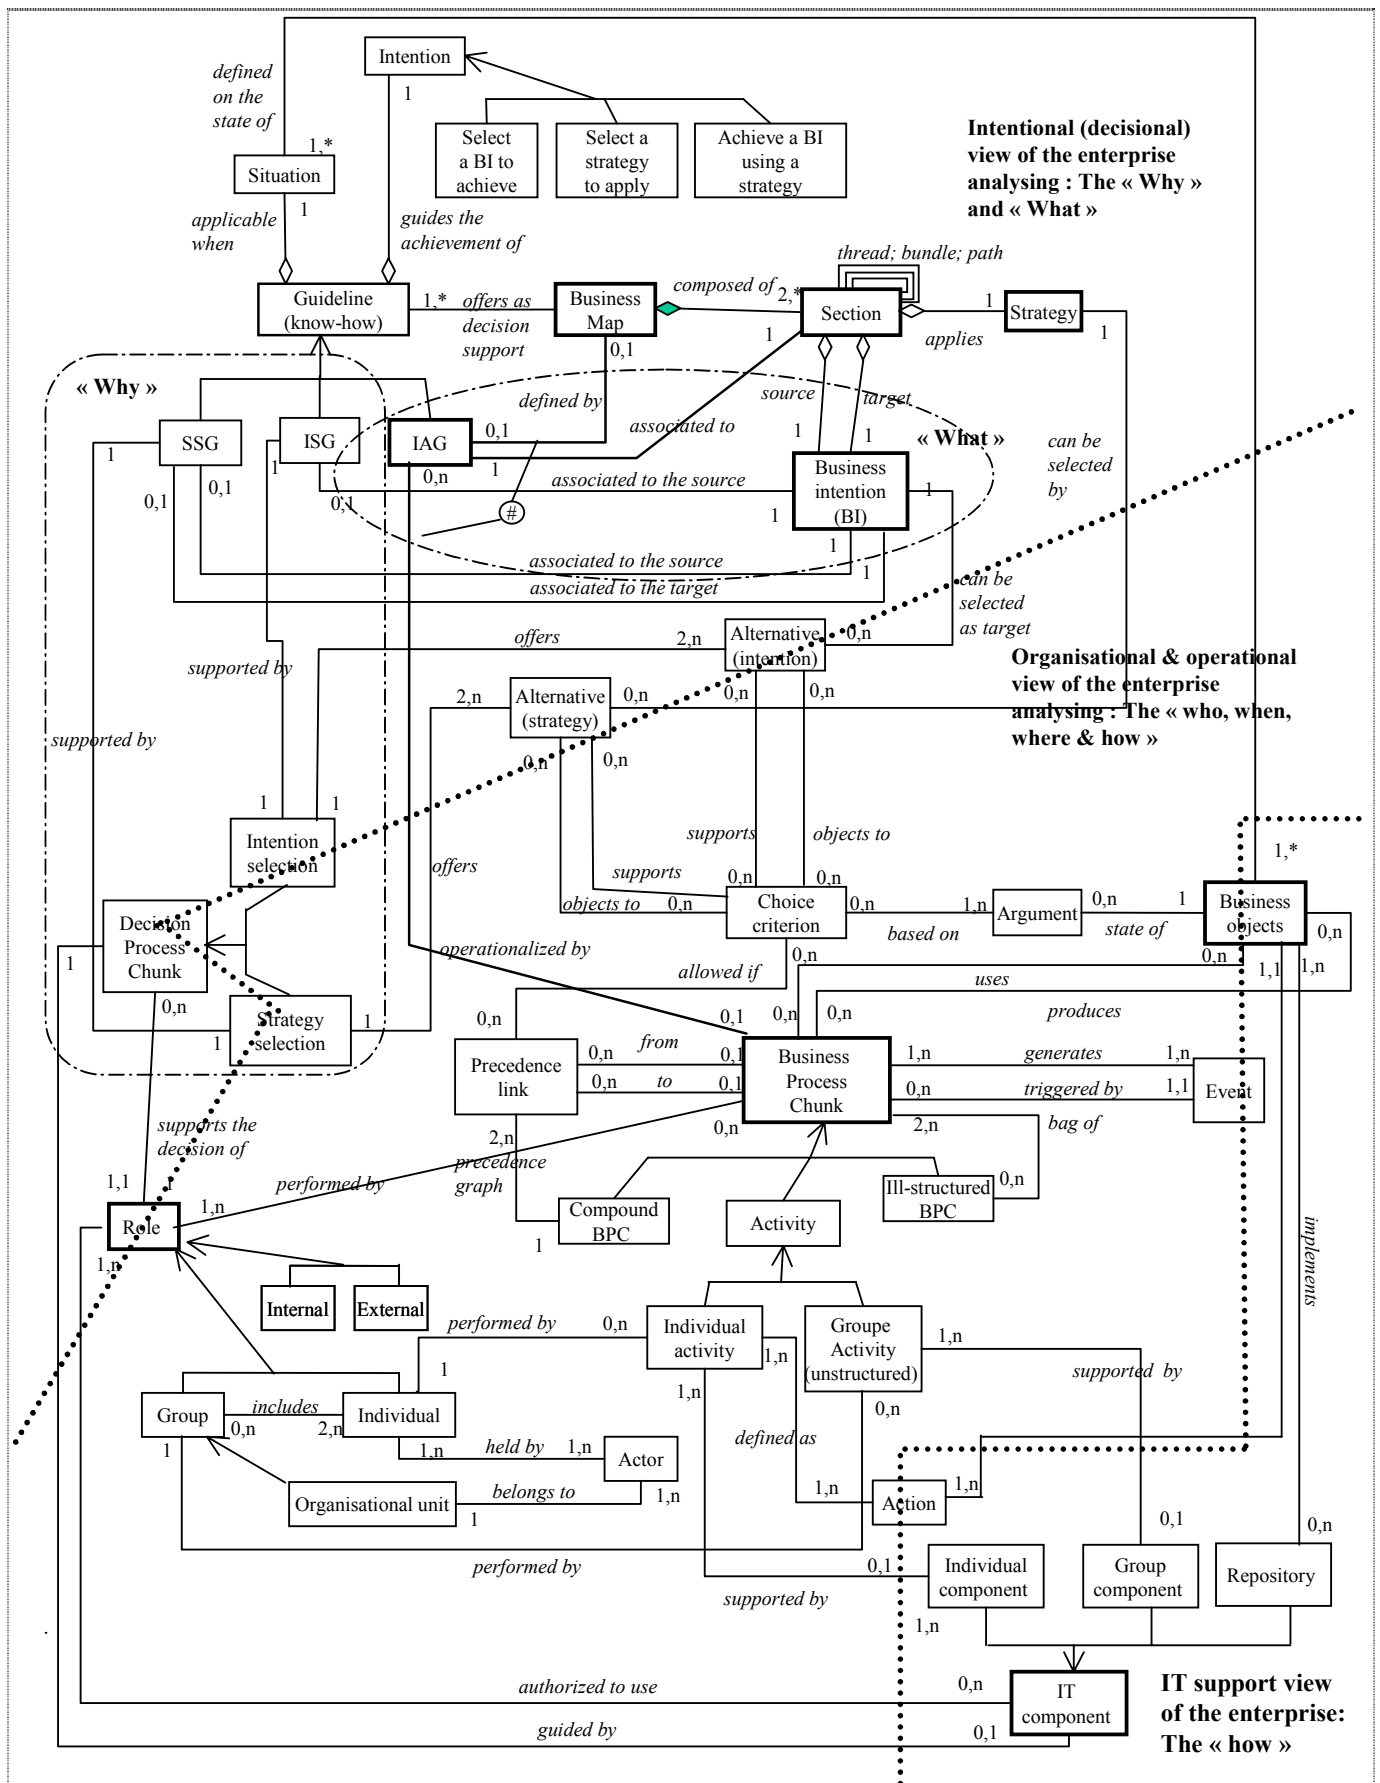 Intention
defined
on the
state of
1
1,*
Select
a BI to
achieve
Select a
strategy
to apply
Achieve a BI
using a
strategy
Intentional (decisional)
view of the enterprise
analysing : The « Why »
and « What »
Situation
1
applicable
when
guides the
achievement of
thread; bundle; path
Guideline
(know-how)
1,*
offers as
decision
support
Business
Map
composed of
2,*
Section
1
Strategy
1
applies
1
0,1
« Why »
defined by
source
target
associated to
« What »
can be
selected
by
SSG
ISG
IAG
0,1
1
1
1
0,n
0,1
0,1
0,1
1
1
Business
intention
(BI)
1
associated to the source
#
1
1
1
associated to the source
associated to the target
can be
selected
as target
offers
2,n
Alternative
(intention)
0,n
supported by
Organisational & operational
view of the enterprise
analysing : The « who, when,
where & how »
2,n
Alternative
(strategy)
0,n
0,n
0,n
supported by
0,n
0,n
1
1
Intention
selection
supports
objects to
offers
supports
1,*
0,n
0,n
Decision
Process
Chunk
objects to
0,n
Choice
criterion
0,n
based on
1,n
Argument
0,n
state of
1
Business
objects
0,n
operationalized by
1
allowed if
0,n
0,n
1,1
1,n
uses
0,n
produces
Strategy
selection
1
1
0,n
0,1
0,n
0,n
Precedence
link
0,n
from
0,1
0,n
to
0,1
Business
Process
Chunk
1,n
generates
1,n
0,n
triggered by
1,1
Event
supports the
decision of
2,n
0,n
2,n
bag of
precedence
graph
performed by
1,1
1
1,n
Role
1,n
Compound
BPC
1
Activity
Ill-structured
BPC
0,n
implements
Internal
External
performed by
0,n
Individual
activity
1,n
Groupe
Activity
(unstructured)
1,n
supported by
1
1,n
0,n
Group
includes
0,n
2,n
Individual
1
1,n
held by
1,n
Actor
defined as
Organisational unit
belongs to
1
1,n
1,n
Action
1,n
performed by
0,1
0,n
0,1
Individual
component
Group
component
Repository
supported by
1,n
authorized to use
0,n
IT
component
guided by
0,1
IT support view
of the enterprise:
The « how »